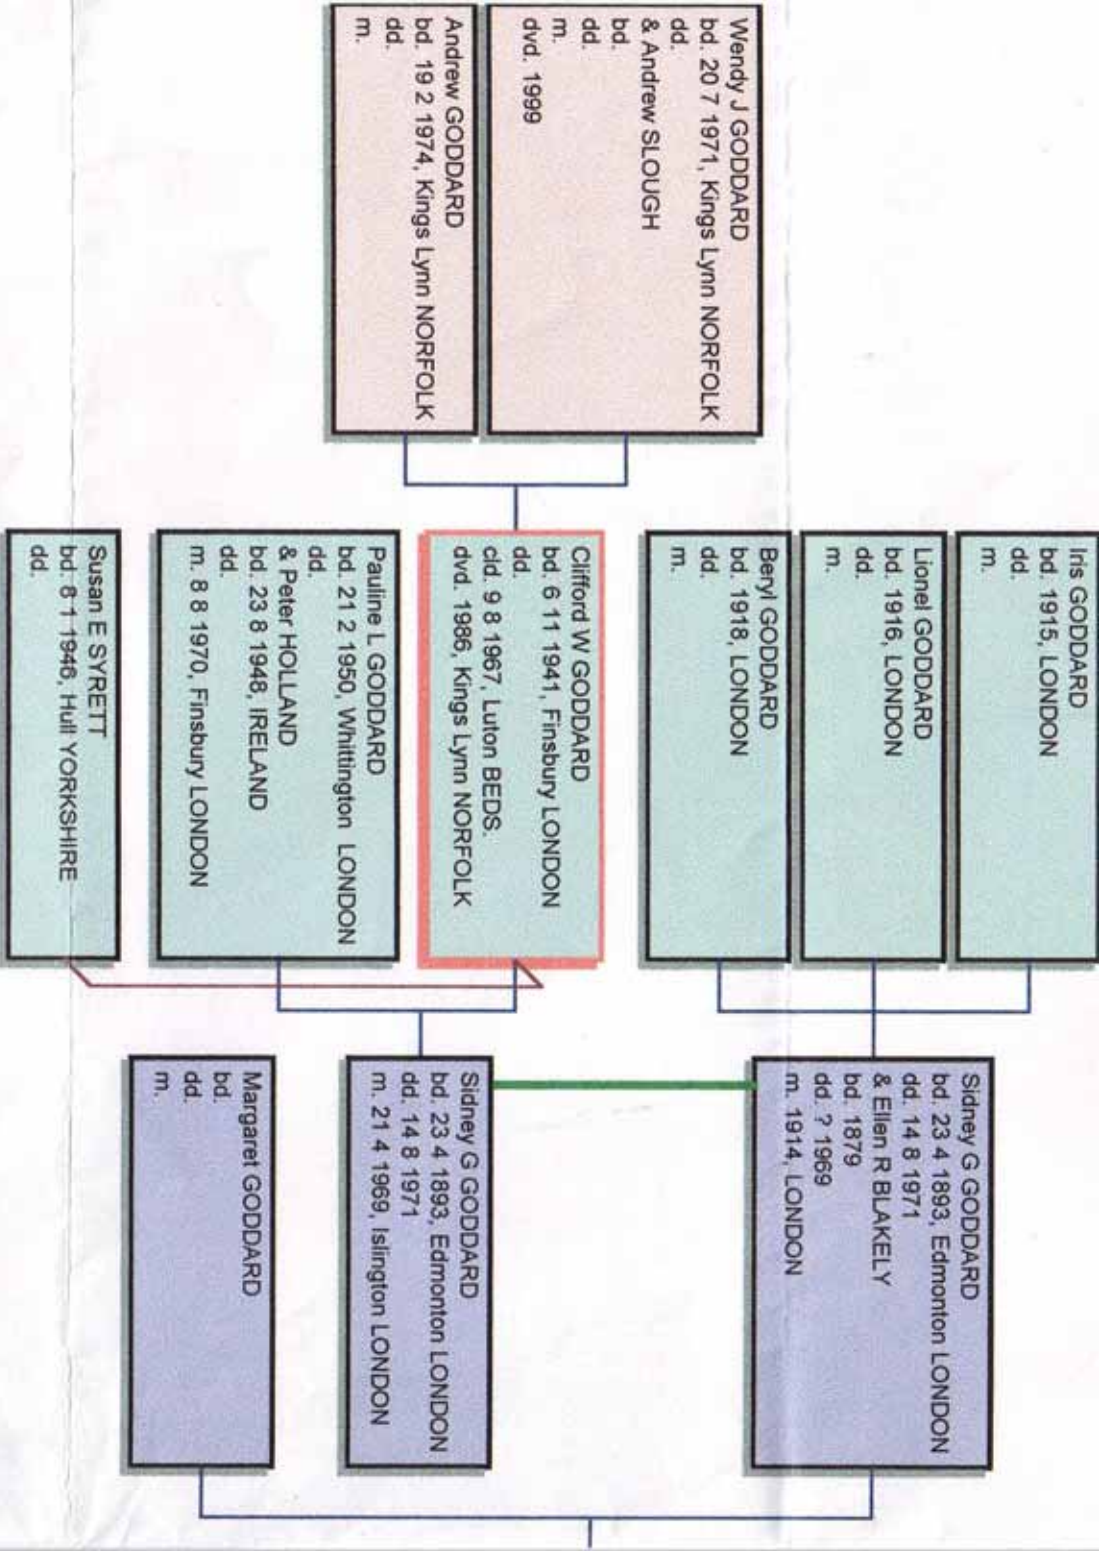 Iris GODDARD
bd. 1915, LONDON
dd.
m.
Lionel GODDARD
bd. 1916, LONDON
dd.
m.
Beryl GODDARD
bd. 1918, LONDON
dd.
m.
Sidney G GODDARD
bd. 23 4 1893, Edmonton LONDON
dd. 14 8 1971
& Ellen R BLAKELY
bd. 1879
dd. ? 1969
m. 1914, LONDON
Wendy J GODDARD
bd. 20 7 1971, Kings Lynn NORFOLK
dd.
& Andrew SLOUGH
bd.
dd.
m.
dvd. 1999
Andrew GODDARD
bd. 19 2 1974, Kings Lynn NORFOLK
dd.
m.
Clifford W GODDARD
bd. 6 11 1941, Finsbury LONDON
dd.
cld. 9 8 1967, Luton BEDS.
dvd. 1986, Kings Lynn NORFOLK
Pauline L GODDARD
bd. 21 2 1950, Whittington LONDON
dd.
& Peter HOLLAND
bd. 23 8 1948, IRELAND
dd.
m. 8 8 1970, Finsbury LONDON
Susan E SYRETT
bd. 8 1 1946, Hull YORKSHIRE
dd.
Sidney G GODDARD
bd. 23 4 1893, Edmonton LONDON
dd. 14 8 1971
m. 21 4 1969, Islington LONDON
Margaret GODDARD
bd.
dd.
m.